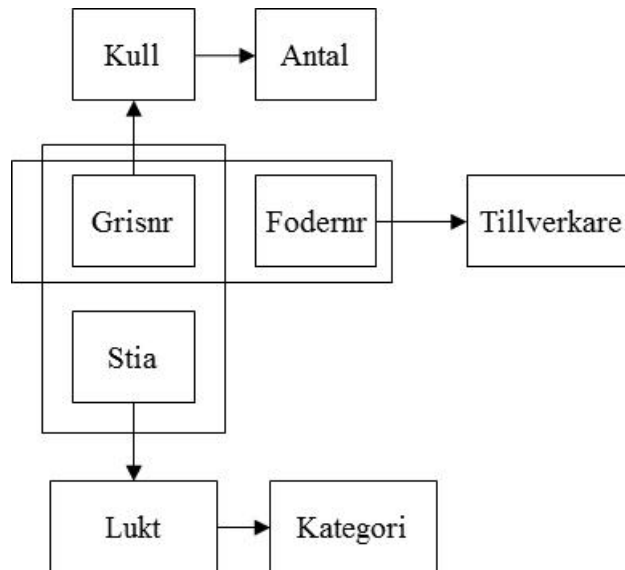 Kull
Antal
Grisnr
Fodernr
Tillverkare
Stia
Lukt
Kategori